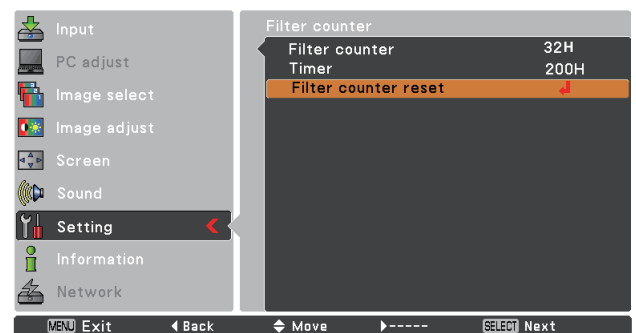 Input
PC adjust
Image select
Image adjust
Screen
Sound
Setting
Information
Network
Filter counter
Filter counter 32H
Timer 200H
Filter counter reset
MENU Exit ◀ Back Move ▶----- SELECT Next